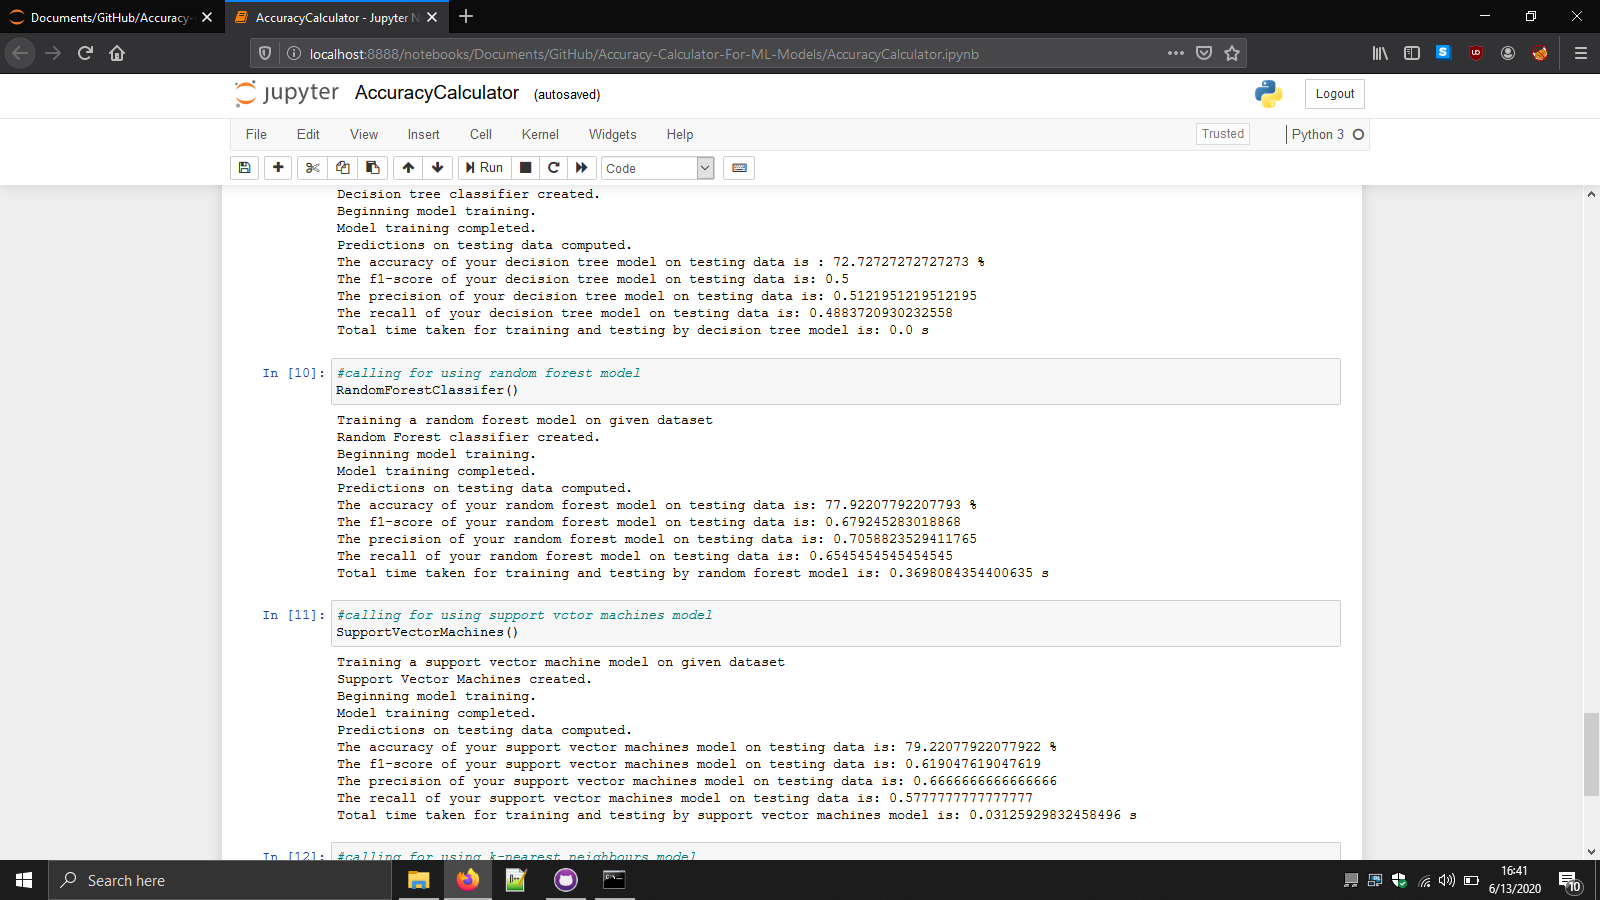 Documents/GitHub/Accuracy-
AccuracyCalculator - Jupyter N
localhost:8888/notebooks/Documents/GitHub/Accuracy-Calculator-For-ML-Models/AccuracyCalculator.ipynb
jupyter AccuracyCalculator (autosaved)
Logout
File Edit View Insert Cell Kernel Widgets Help
Trusted
Python 3
Run
Code
Decision tree classifier created.
Beginning model training.
Model training completed.
Predictions on testing data computed.
The accuracy of your decision tree model on testing data is : 72.72727272727273 %
The f1-score of your decision tree model on testing data is: 0.5
The precision of your decision tree model on testing data is: 0.5121951219512195
The recall of your decision tree model on testing data is: 0.4883720930232558
Total time taken for training and testing by decision tree model is: 0.0 s
In [10]: #calling for using random forest model
RandomForestClassifer()
Training a random forest model on given dataset
Random Forest classifier created.
Beginning model training.
Model training completed.
Predictions on testing data computed.
The accuracy of your random forest model on testing data is: 77.92207792207793 %
The f1-score of your random forest model on testing data is: 0.679245283018868
The precision of your random forest model on testing data is: 0.7058823529411765
The recall of your random forest model on testing data is: 0.6545454545454545
Total time taken for training and testing by random forest model is: 0.3698084354400635 s
In [11]: #calling for using support vctor machines model
SupportVectorMachines()
Training a support vector machine model on given dataset
Support Vector Machines created.
Beginning model training.
Model training completed.
Predictions on testing data computed.
The accuracy of your support vector machines model on testing data is: 79.22077922077922 %
The f1-score of your support vector machines model on testing data is: 0.619047619047619
The precision of your support vector machines model on testing data is: 0.6666666666666666
The recall of your support vector machines model on testing data is: 0.5777777777777777
Total time taken for training and testing by support vector machines model is: 0.03125929832458496 s
In [12]: #calling for using k-nearest neighbours model
Search here
16:41
6/13/2020
10